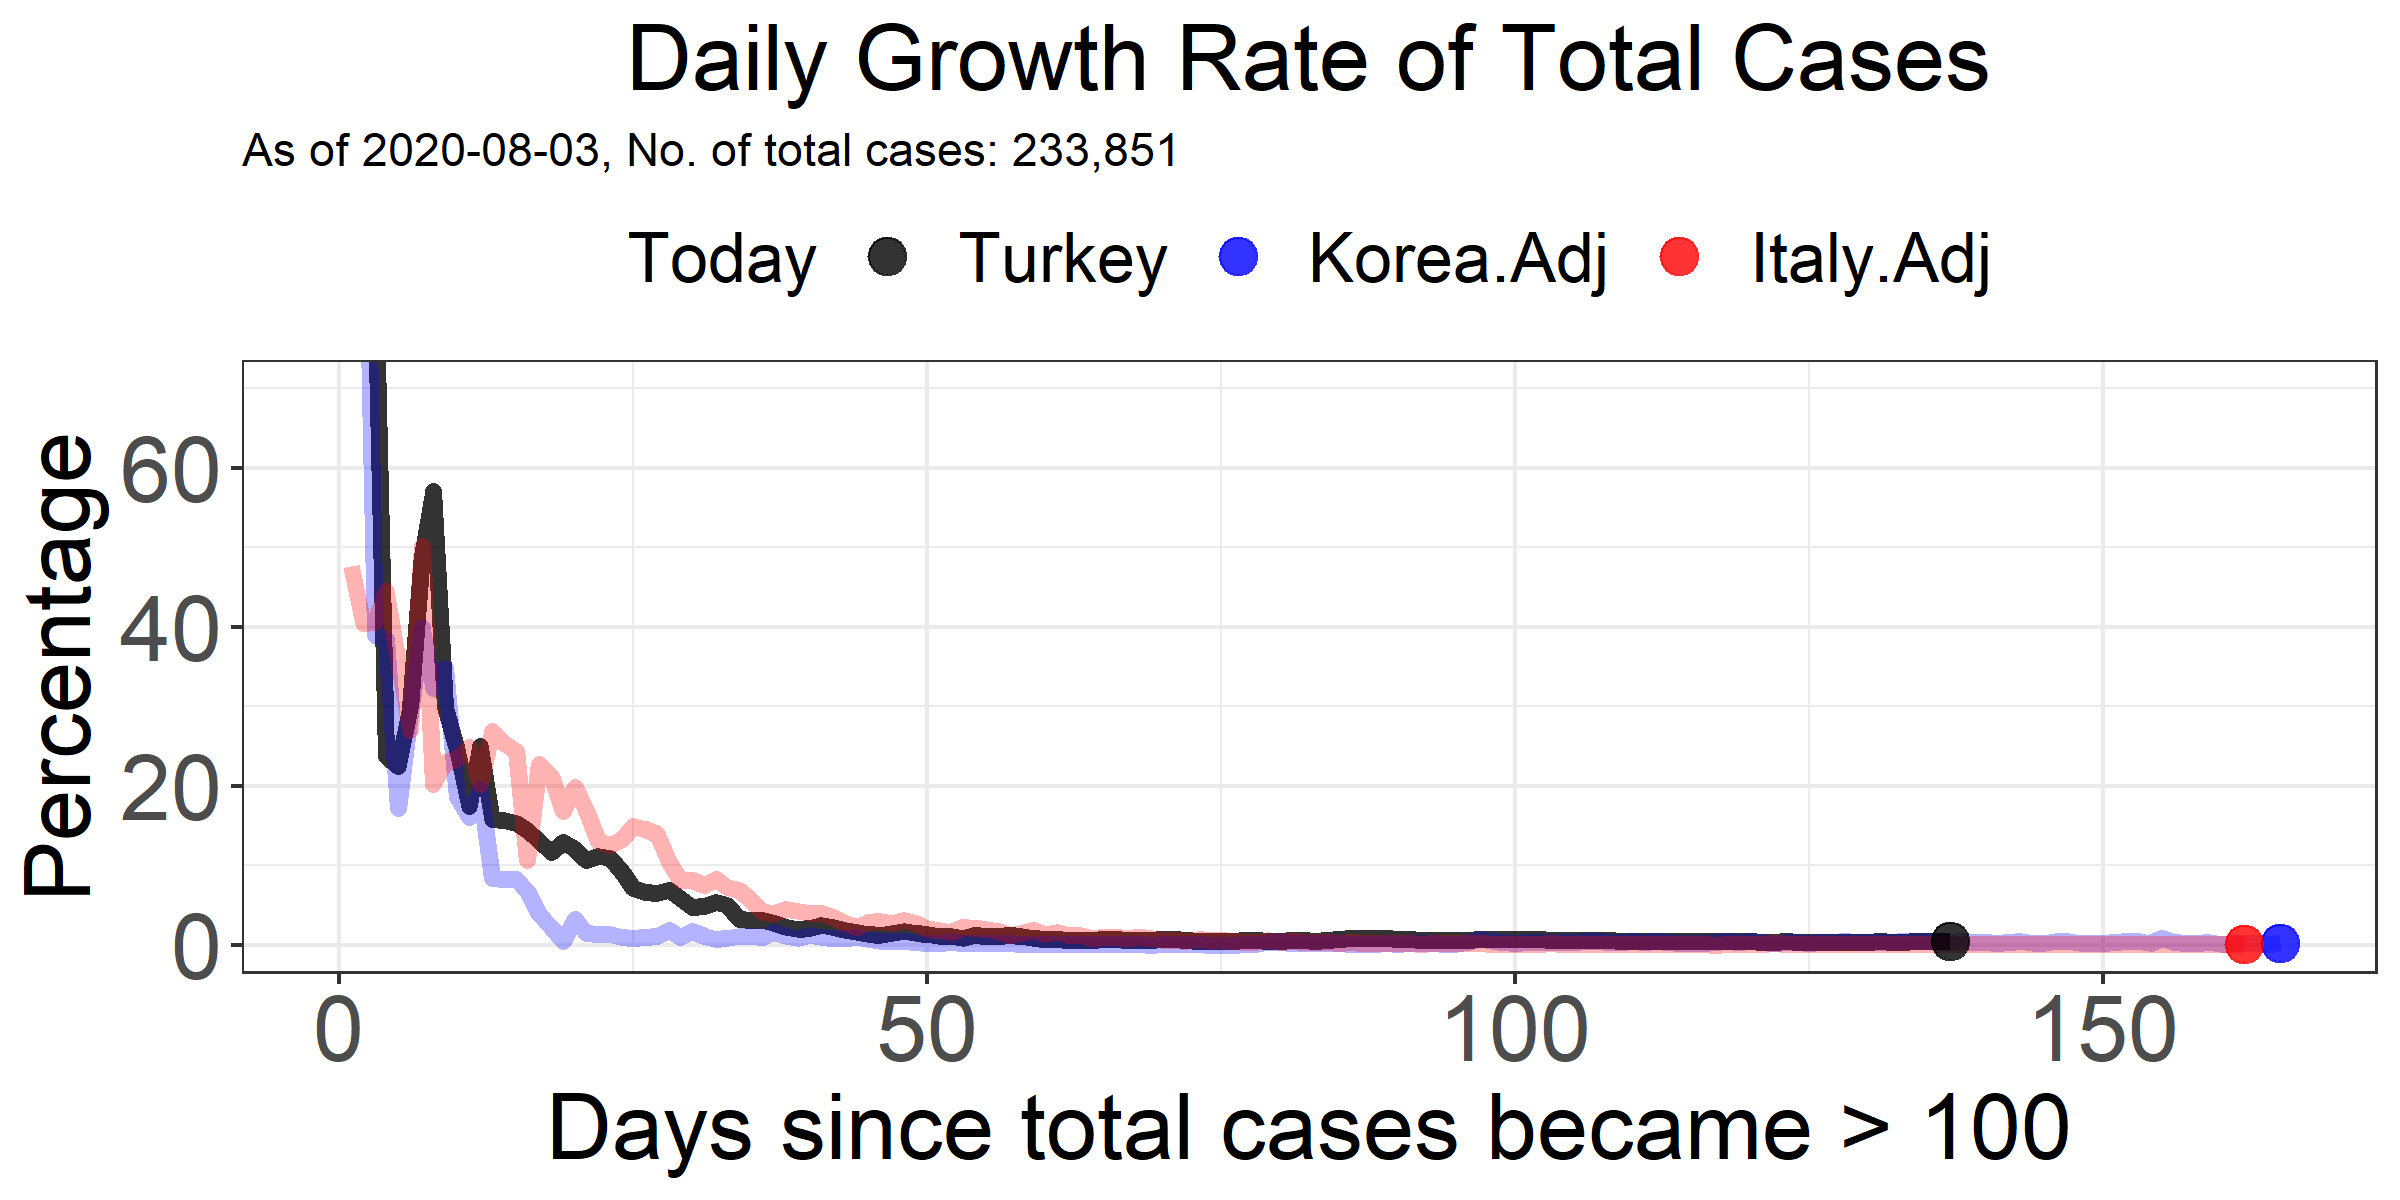 Daily Growth Rate of Total Cases
As of 2020-08-03, No. of total cases: 233,851
Today Turkey Korea.Adj Italy.Adj
Percentage
60
40
20
0
0 50 100 150
Days since total cases became > 100